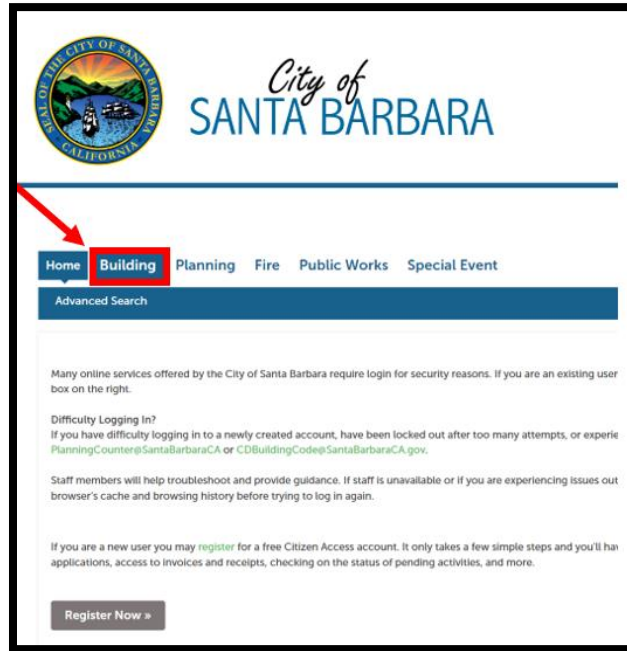 SEAL OF THE CITY OF SANTA BARBARA
CALIFORNIA
City of
SANTA BARBARA
Home Building Planning Fire Public Works Special Event
Advanced Search
Many online services offered by the City of Santa Barbara require login for security reasons. If you are an existing user
box on the right.
Difficulty Logging In?
If you have difficulty logging in to a newly created account, have been locked out after too many attempts, or experie
PlanningCounter@SantaBarbaraCA or CDBuildingCode@SantaBarbaraCA.gov.
Staff members will help troubleshoot and provide guidance. If staff is unavailable or if you are experiencing issues out
browser's cache and browsing history before trying to log in again.
If you are a new user you may register for a free Citizen Access account. It only takes a few simple steps and you'll hav
applications, access to invoices and receipts, checking on the status of pending activities, and more.
Register Now »